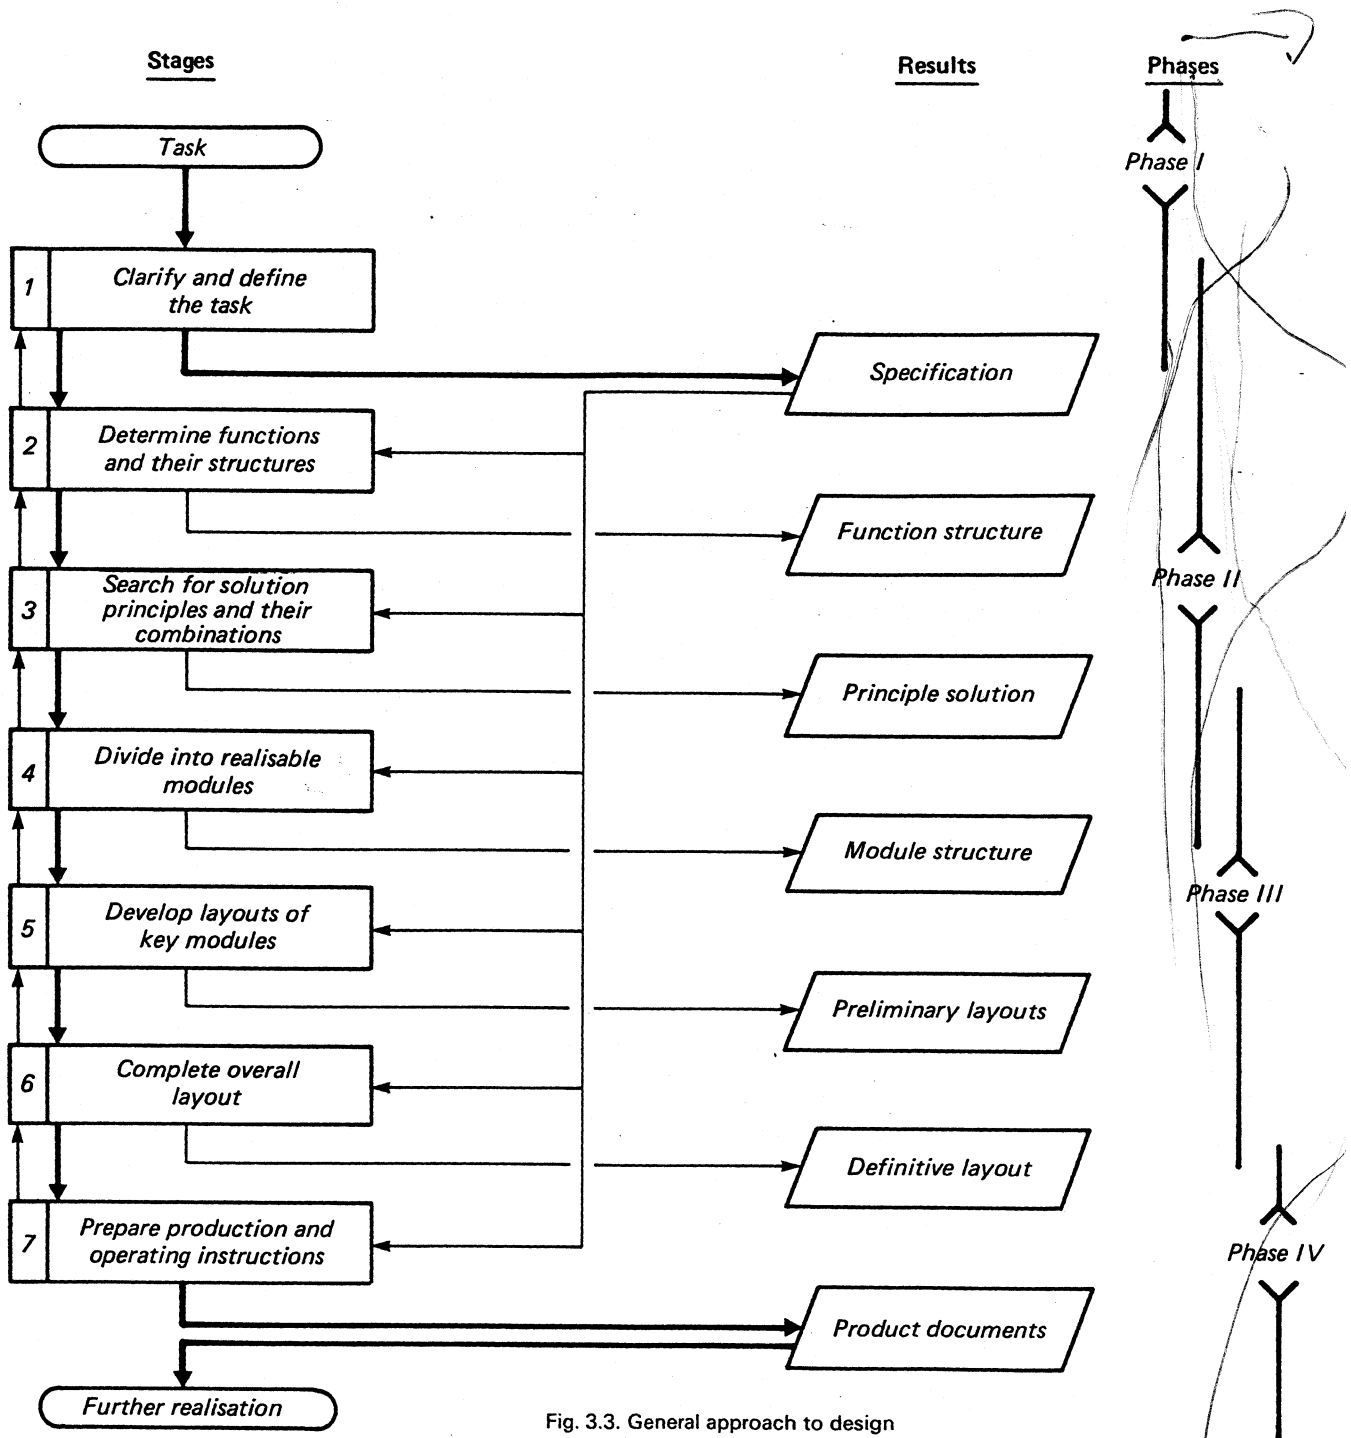 Stages
Results
Phases
Task
Phase I
1
Clarify and define
the task
Specification
2
Determine functions
and their structures
Function structure
Phase II
3
Search for solution
principles and their
combinations
Principle solution
4
Divide into realisable
modules
Module structure
Phase III
5
Develop layouts of
key modules
Preliminary layouts
6
Complete overall
layout
Definitive layout
7
Prepare production and
operating instructions
Phase IV
Product documents
Further realisation
Fig. 3.3. General approach to design